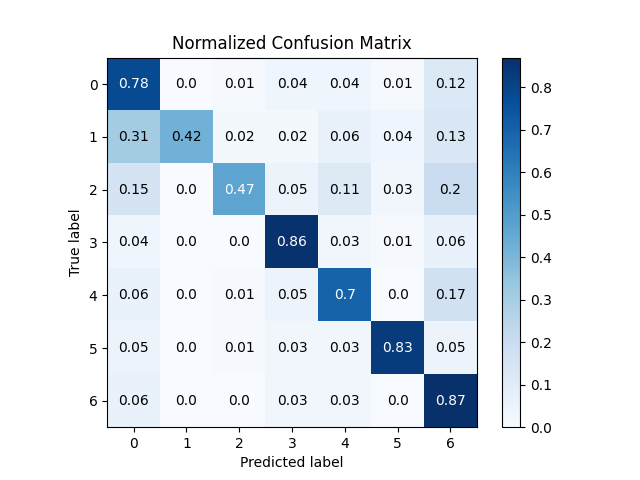 Normalized Confusion Matrix
True label
0 0.78 0.0 0.01 0.04 0.04 0.01 0.12
1 0.31 0.42 0.02 0.02 0.06 0.04 0.13
2 0.15 0.0 0.47 0.05 0.11 0.03 0.2
3 0.04 0.0 0.0 0.86 0.03 0.01 0.06
4 0.06 0.0 0.01 0.05 0.7 0.0 0.17
5 0.05 0.0 0.01 0.03 0.03 0.83 0.05
6 0.06 0.0 0.0 0.03 0.03 0.0 0.87
0 1 2 3 4 5 6
Predicted label
0.8
0.7
0.6
0.5
0.4
0.3
0.2
0.1
0.0